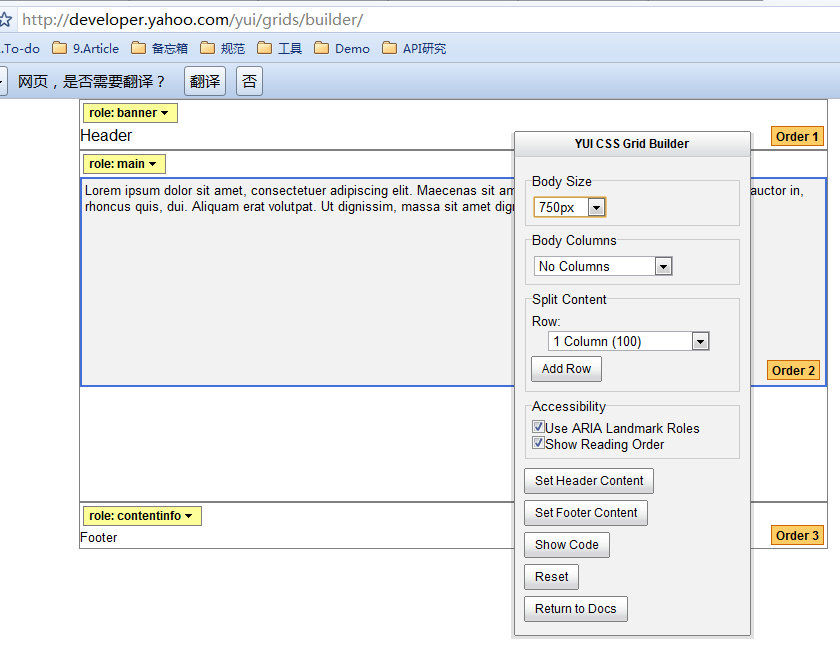 http://developer.yahoo.com/yui/grids/builder/
.To-do 9.Article 备忘箱 规范 工具 Demo API研究
网页，是否需要翻译？ 翻译 否
role: banner
Header
Order 1
role: main
Lorem ipsum dolor sit amet, consectetuer adipiscing elit. Maecenas sit am
auctor in,
rhoncus quis, dui. Aliquam erat volutpat. Ut dignissim, massa sit amet dign
Order 2
role: contentinfo
Footer
Order 3
YUI CSS Grid Builder
Body Size
750px
Body Columns
No Columns
Split Content
Row:
1 Column (100)
Add Row
Accessibility
Use ARIA Landmark Roles
Show Reading Order
Set Header Content
Set Footer Content
Show Code
Reset
Return to Docs